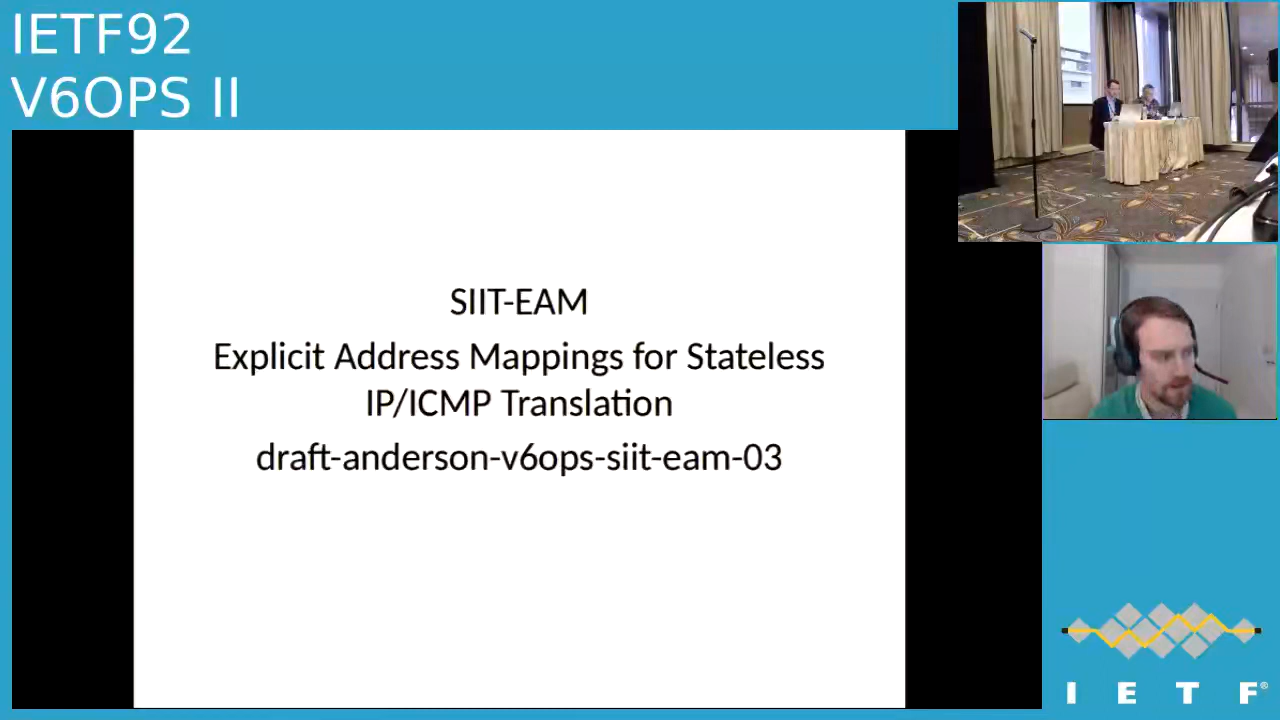 IETF92
V6OPS II
SIIT-EAM
Explicit Address Mappings for Stateless
IP/ICMP Translation
draft-anderson-v6ops-siit-eam-03
I E T F®